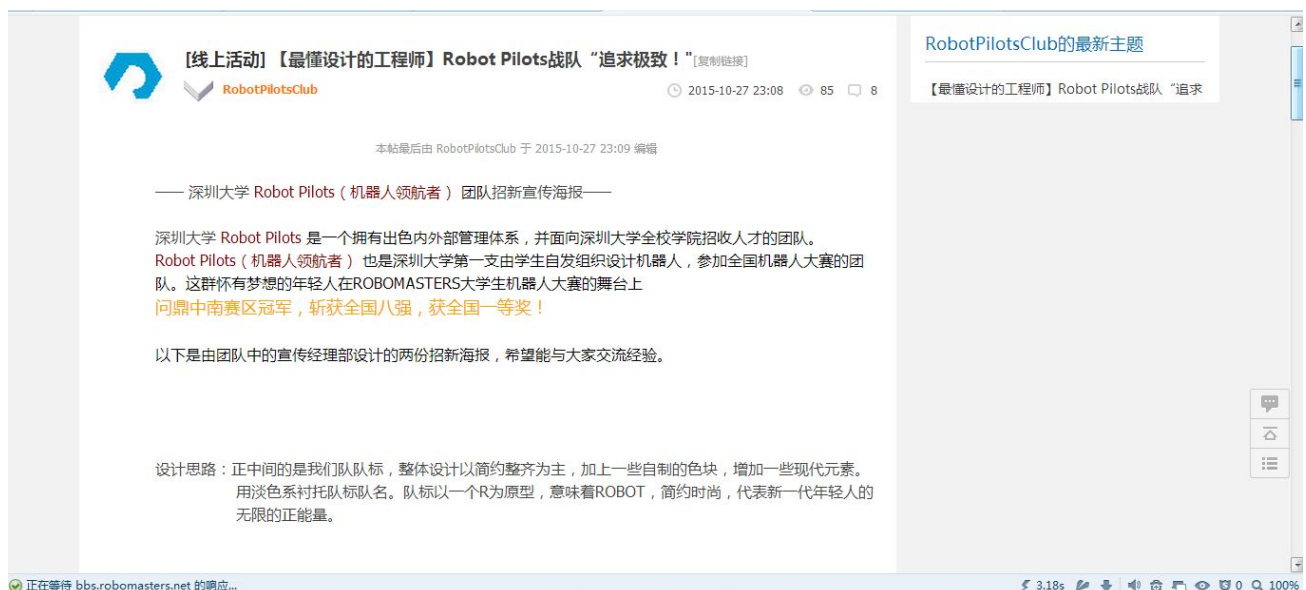 [线上活动] 【最懂设计的工程师】Robot Pilots战队“追求极致！"[复制链接]
RobotPilotsClub
2015-10-27 23:08 85 8
本帖最后由 RobotPilotsClub 于 2015-10-27 23:09 编辑
—— 深圳大学 Robot Pilots（机器人领航者） 团队招新宣传海报——
深圳大学 Robot Pilots 是一个拥有出色内外部管理体系，并面向深圳大学全校学院招收人才的团队。
Robot Pilots（机器人领航者） 也是深圳大学第一支由学生自发组织设计机器人，参加全国机器人大赛的团
队。这群怀有梦想的年轻人在ROBOMASTERS大学生机器人大赛的舞台上
问鼎中南赛区冠军，斩获全国八强，获全国一等奖！
以下是由团队中的宣传经理部设计的两份招新海报，希望能与大家交流经验。
设计思路：正中间的是我们队队标，整体设计以简约整齐为主，加上一些自制的色块，增加一些现代元素。
用淡色系衬托队标队名。队标以一个R为原型，意味着ROBOT，简约时尚，代表新一代年轻人的
无限的正能量。
RobotPilotsClub的最新主题
【最懂设计的工程师】Robot Pilots战队“追求
正在等待 bbs.robomasters.net 的响应...
3.18s 0 100%